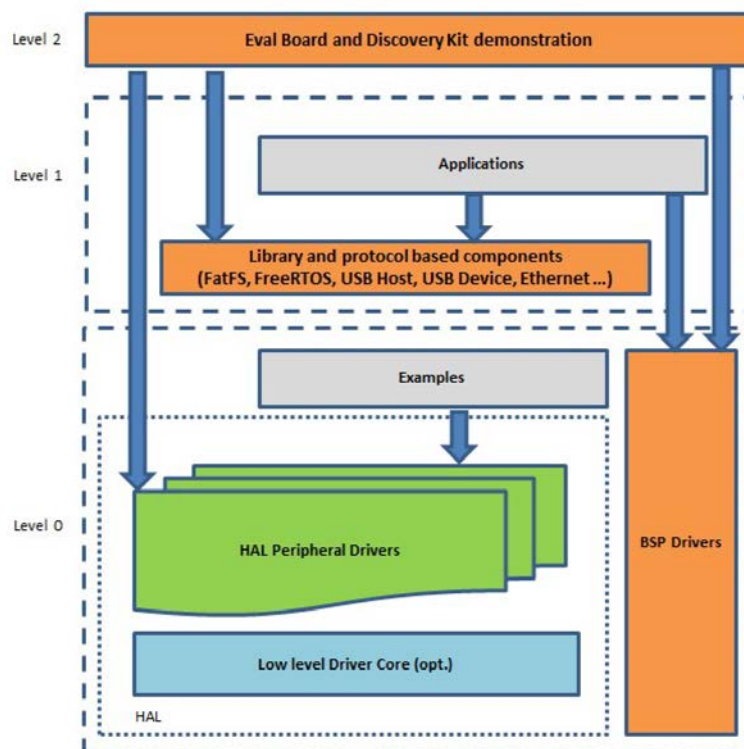 Level 2
Eval Board and Discovery Kit demonstration
Level 1
Applications
Library and protocol based components
(FatFS, FreeRTOS, USB Host, USB Device, Ethernet ...)
Examples
Level 0
HAL Peripheral Drivers
BSP Drivers
Low level Driver Core (opt.)
HAL